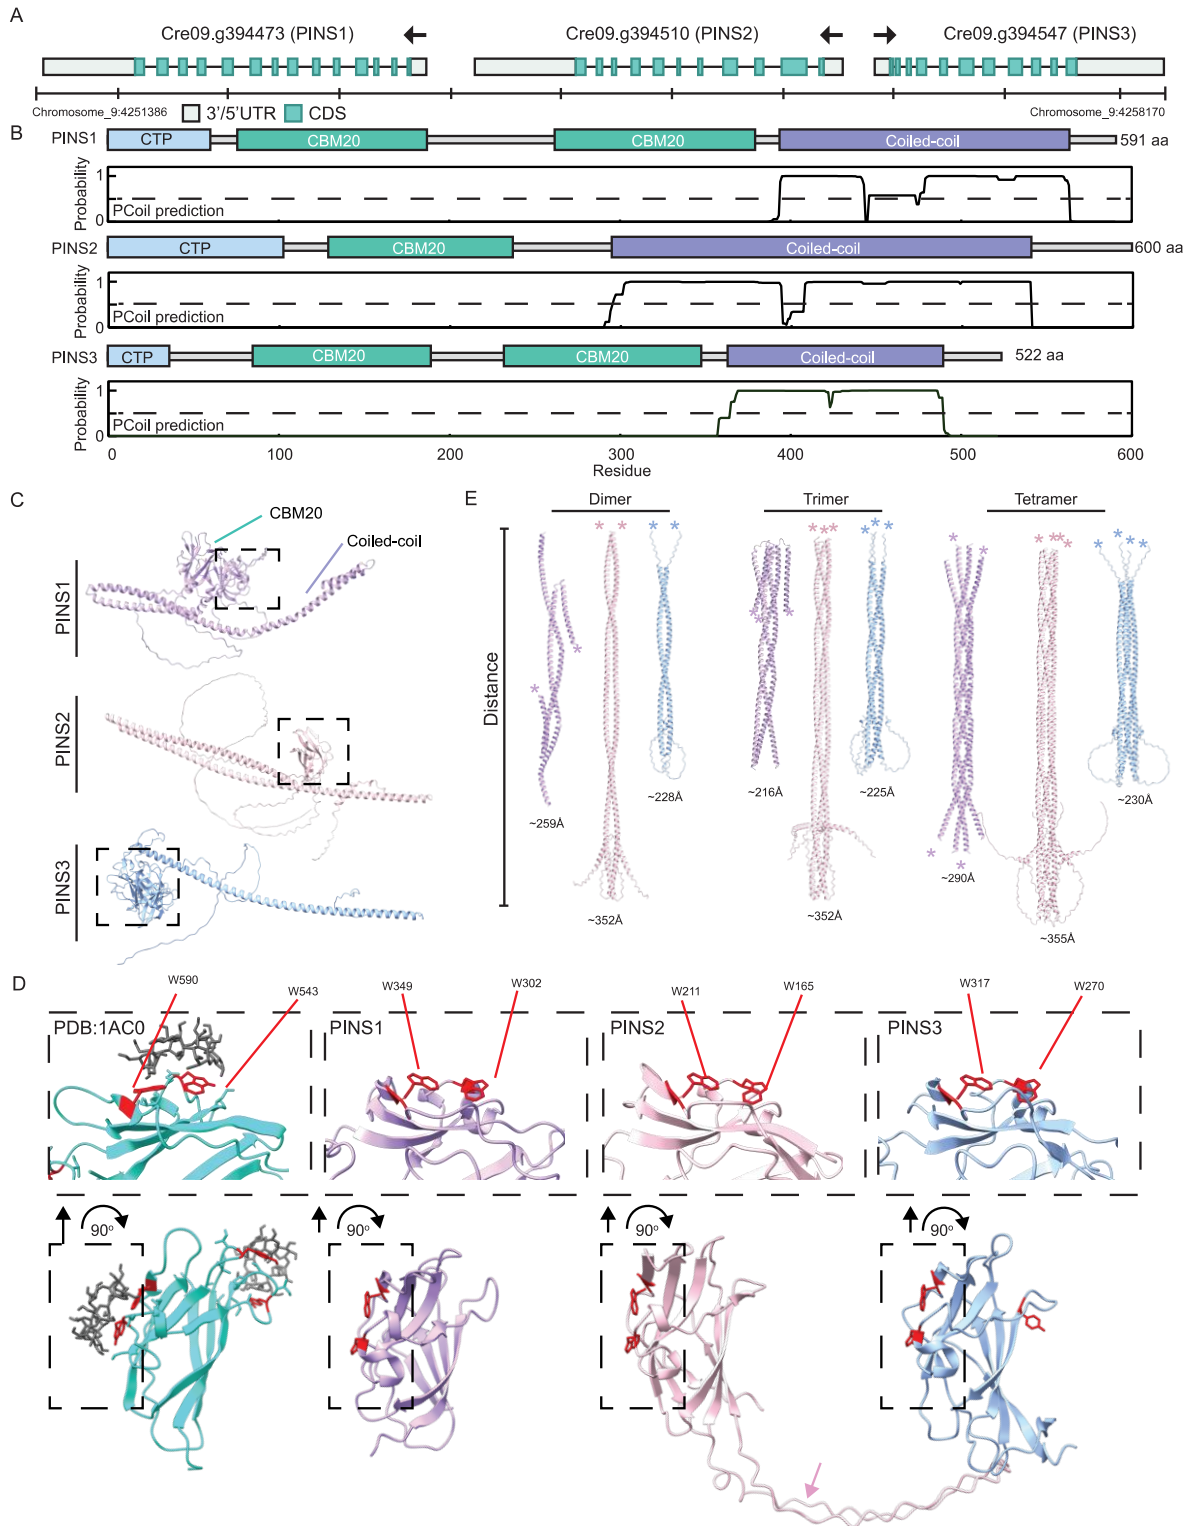 A
Cre09.g394473 (PINS1)
Cre09.g394510 (PINS2)
Cre09.g394547 (PINS3)
Chromosome_9:4251386
3'/5'UTR
CDS
Chromosome_9:4258170
B
PINS1
CTP
CBM20
CBM20
Coiled-coil
591 aa
Probability
1
0
PCoil prediction
PINS2
CTP
CBM20
Coiled-coil
600 aa
Probability
1
0
PCoil prediction
PINS3
CTP
CBM20
CBM20
Coiled-coil
522 aa
Probability
1
0
PCoil prediction
0
100
200
300
400
500
600
Residue
C
CBM20
Coiled-coil
PINS1
PINS2
PINS3
E
Dimer
Trimer
Tetramer
* * * *
* * * * * *
* * * * * * * * * *
Distance
*
*
* * *
* * *
~259Å
~352Å
~228Å
~216Å
~352Å
~225Å
~290Å
~355Å
~230Å
D
W590
W543
W349
W302
W211
W165
W317
W270
PDB:1AC0
PINS1
PINS2
PINS3
90°
90°
90°
90°